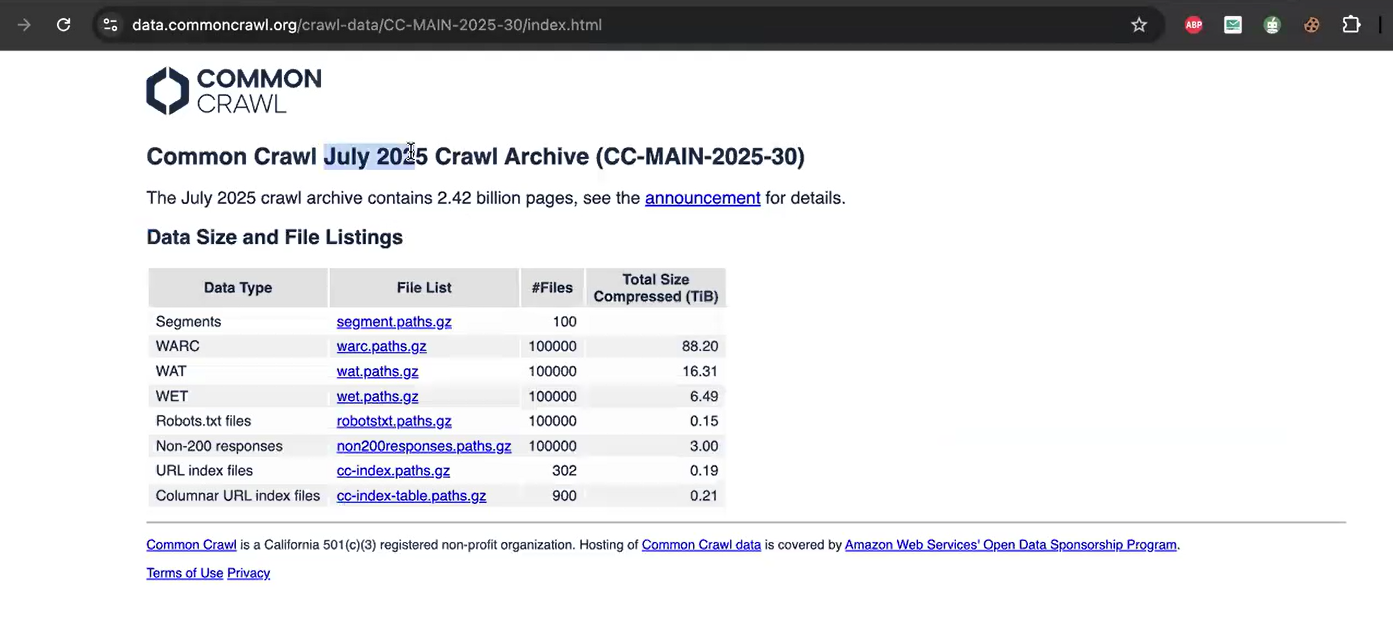 data.commoncrawl.org/crawl-data/CC-MAIN-2025-30/index.html
ABP
COMMON
CRAWL
Common Crawl July 2025 Crawl Archive (CC-MAIN-2025-30)
The July 2025 crawl archive contains 2.42 billion pages, see the announcement for details.
Data Size and File Listings
Data Type File List #Files Total Size Compressed (TiB)
Segments segment.paths.gz 100
WARC warc.paths.gz 100000 88.20
WAT wat.paths.gz 100000 16.31
WET wet.paths.gz 100000 6.49
Robots.txt files robotstxt.paths.gz 100000 0.15
Non-200 responses non200responses.paths.gz 100000 3.00
URL index files cc-index.paths.gz 302 0.19
Columnar URL index files cc-index-table.paths.gz 900 0.21
Common Crawl is a California 501(c)(3) registered non-profit organization. Hosting of Common Crawl data is covered by Amazon Web Services' Open Data Sponsorship Program.
Terms of Use Privacy